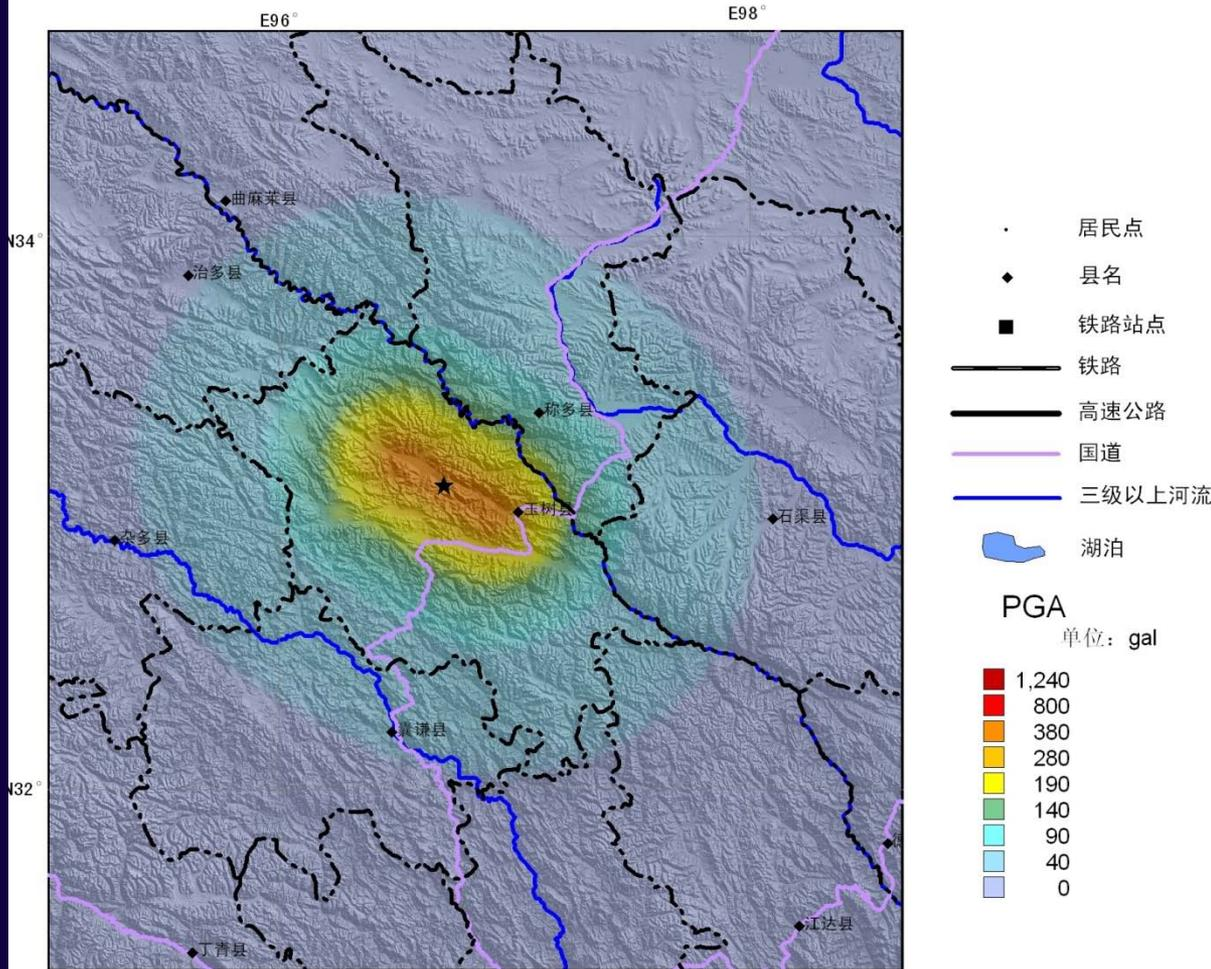 E96°
E98°
N34°
N32°
曲麻莱县
治多县
称多县
玉树县
石渠县
杂多县
囊谦县
江达县
丁青县
居民点
县名
铁路站点
铁路
高速公路
国道
三级以上河流
湖泊
PGA
单位：gal
1,240
800
380
280
190
140
90
40
0